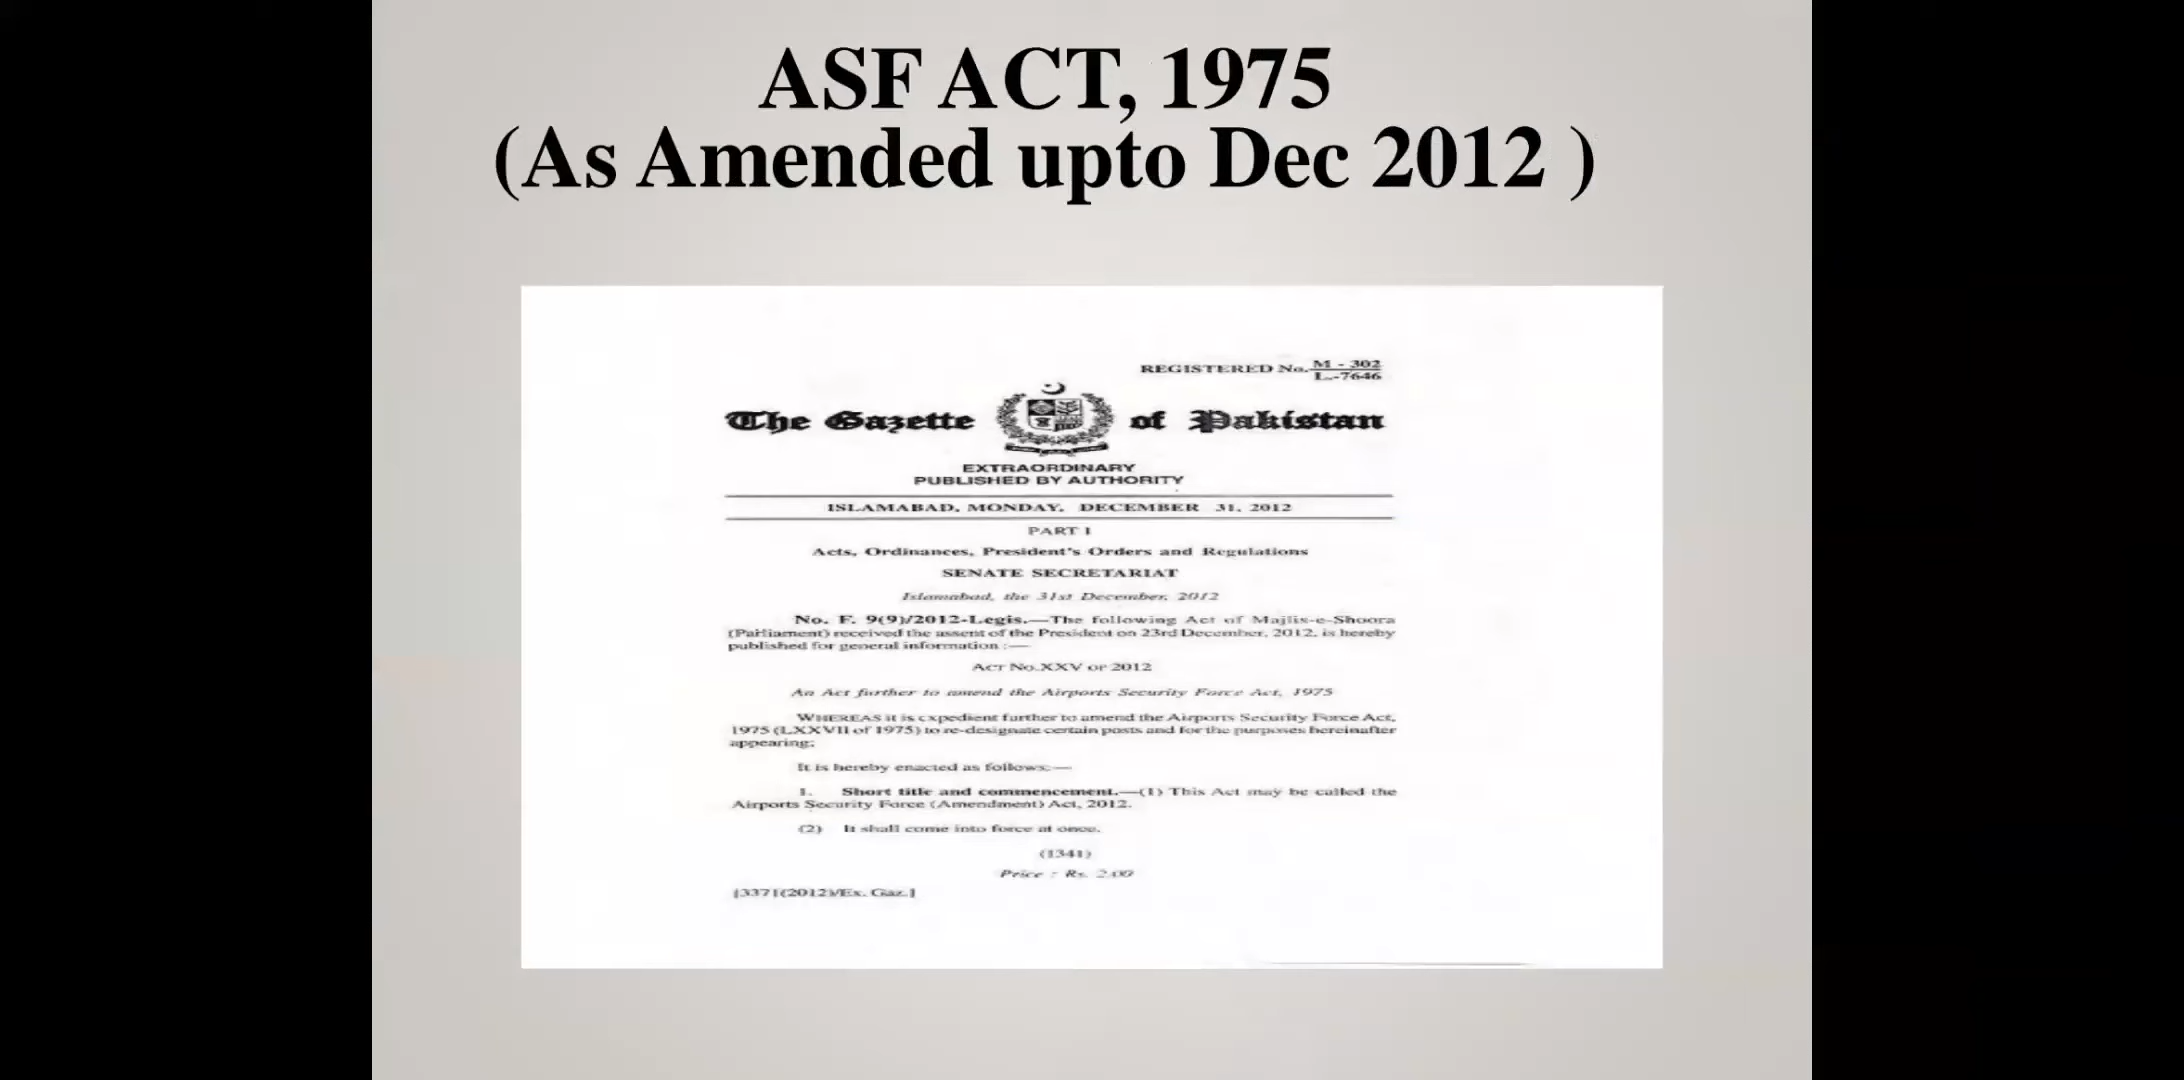 ASF ACT, 1975
(As Amended upto Dec 2012 )
REGISTERED No. M - 302
L.-7646
The Gazette of Pakistan
EXTRAORDINARY
PUBLISHED BY AUTHORITY
ISLAMABAD, MONDAY, DECEMBER 31, 2012
PART I
Acts, Ordinances, President's Orders and Regulations
SENATE SECRETARIAT
Islamabad, the 31st December, 2012
No. F. 9(9)/2012-Legis.—The following Act of Majlis-e-Shoora
(Parliament) received the assent of the President on 23rd December, 2012, is hereby
published for general information :—
ACT NO.XXV OF 2012
An Act further to amend the Airports Security Force Act, 1975
WHEREAS it is expedient further to amend the Airports Security Force Act,
1975 (LXXVII of 1975) to re-designate certain posts and for the purposes hereinafter
appearing;
It is hereby enacted as follows:—
1. Short title and commencement.—(1) This Act may be called the
Airports Security Force (Amendment) Act, 2012.
(2) It shall come into force at once.
(1341)
Price : Rs. 2.00
[3371(2012)/Ex. Gaz.]